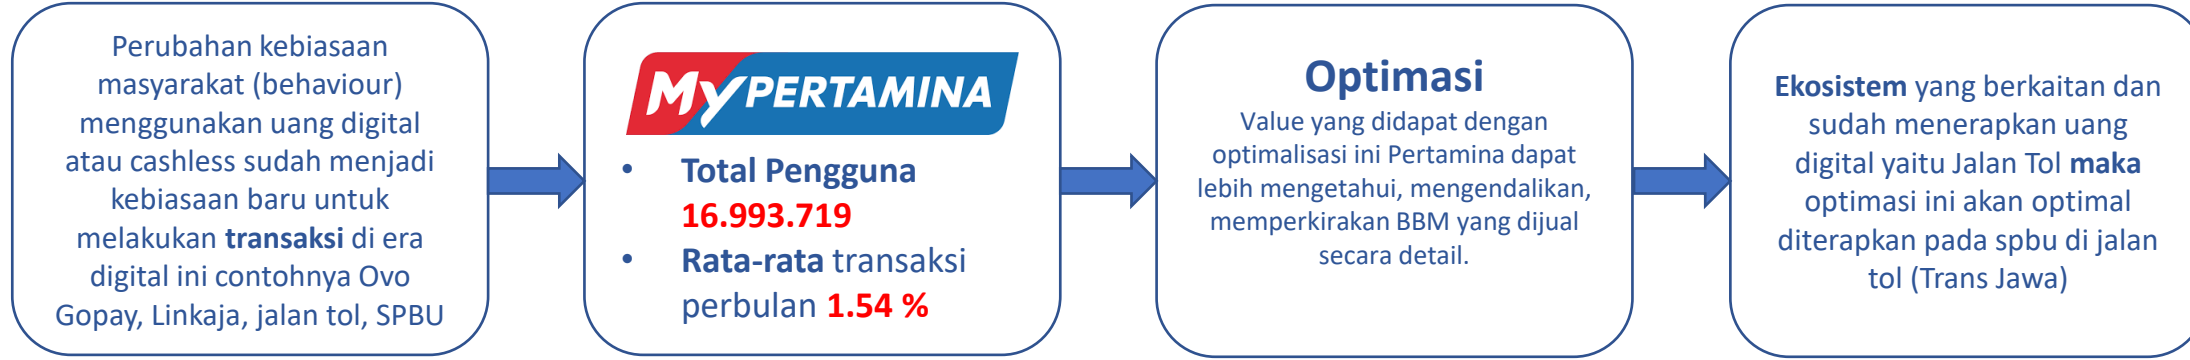 Perubahan kebiasaan
masyarakat (behaviour)
menggunakan uang digital
atau cashless sudah menjadi
kebiasaan baru untuk
melakukan transaksi di era
digital ini contohnya Ovo
Gopay, Linkaja, jalan tol, SPBU
MyPERTAMINA
• Total Pengguna
16.993.719
• Rata-rata transaksi
perbulan 1.54 %
Optimasi
Value yang didapat dengan
optimalisasi ini Pertamina dapat
lebih mengetahui, mengendalikan,
memperkirakan BBM yang dijual
secara detail.
Ekosistem yang berkaitan dan
sudah menerapkan uang
digital yaitu Jalan Tol maka
optimasi ini akan optimal
diterapkan pada spbu di jalan
tol (Trans Jawa)